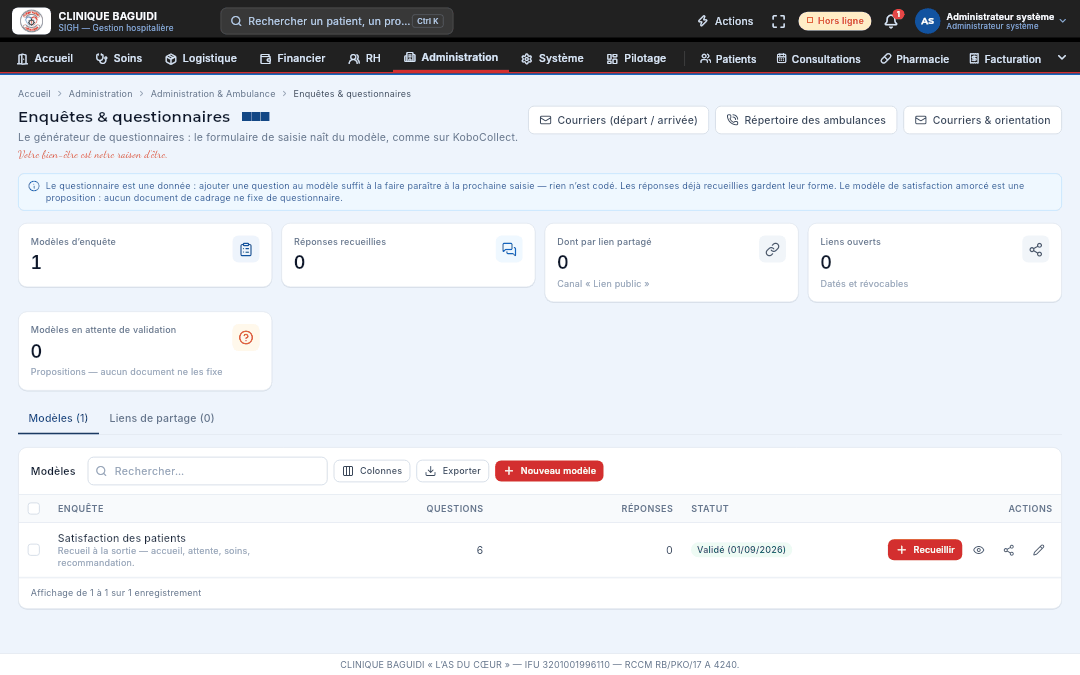 CLINIQUE BAGUIDI
SIGH — Gestion hospitalière
Rechercher un patient, un pro... Ctrl K
Actions
Hors ligne
1
AS
Administrateur système
Administrateur système
Accueil Soins Logistique Financier RH Administration Système Pilotage Patients Consultations Pharmacie Facturation
Accueil > Administration > Administration & Ambulance > Enquêtes & questionnaires
Enquêtes & questionnaires
Le générateur de questionnaires : le formulaire de saisie naît du modèle, comme sur KoboCollect.
Votre bien-être est notre raison d'être.
Courriers (départ / arrivée)
Répertoire des ambulances
Courriers & orientation
Le questionnaire est une donnée : ajouter une question au modèle suffit à la faire paraître à la prochaine saisie — rien n'est codé. Les réponses déjà recueillies gardent leur forme. Le modèle de satisfaction amorcé est une
proposition : aucun document de cadrage ne fixe de questionnaire.
Modèles d'enquête
1
Réponses recueillies
0
Dont par lien partagé
0
Canal « Lien public »
Liens ouverts
0
Datés et révocables
Modèles en attente de validation
0
Propositions — aucun document ne les fixe
Modèles (1) Liens de partage (0)
Modèles
Rechercher...
Colonnes
Exporter
+ Nouveau modèle
ENQUÊTE QUESTIONS RÉPONSES STATUT ACTIONS
Satisfaction des patients
Recueil à la sortie — accueil, attente, soins,
recommandation.
6 0 Validé (01/09/2026) + Recueillir
Affichage de 1 à 1 sur 1 enregistrement
CLINIQUE BAGUIDI « L'AS DU CŒUR » — IFU 3201001996110 — RCCM RB/PKO/17 A 4240.